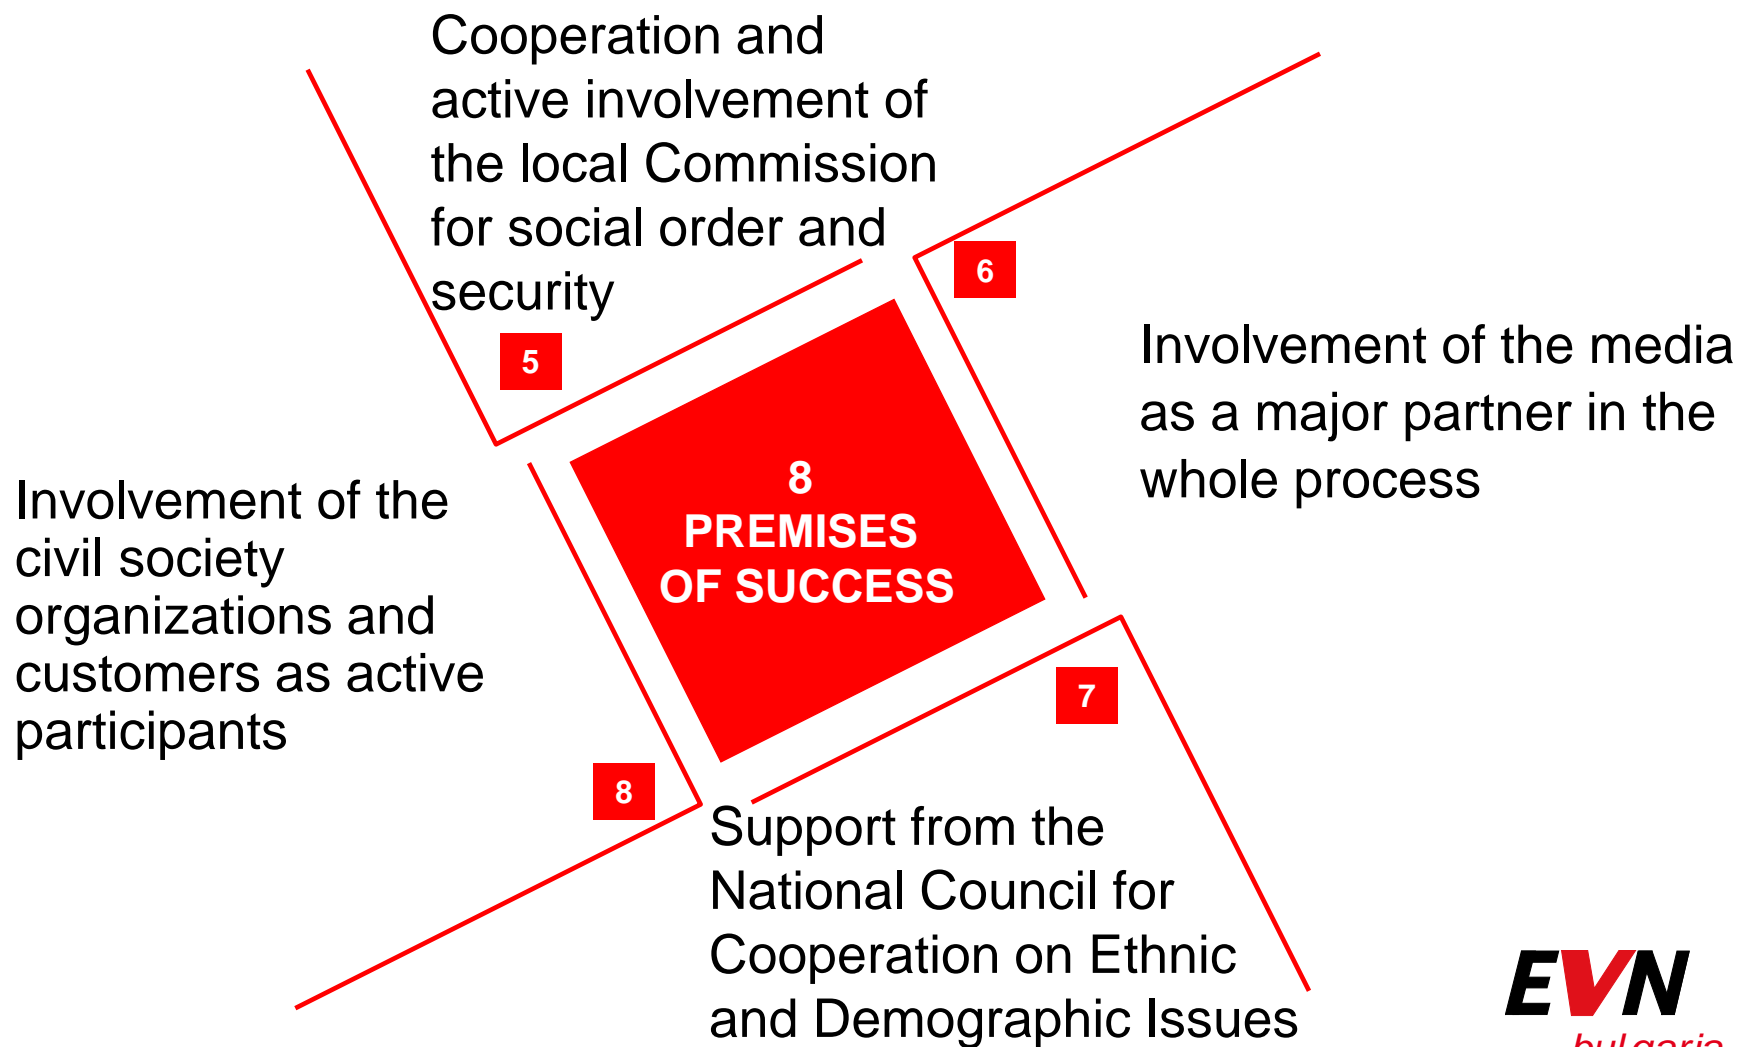 Cooperation and
active involvement of
the local Commission
for social order and
security
5
6
Involvement of the media
as a major partner in the
whole process
8
PREMISES
OF SUCCESS
Involvement of the
civil society
organizations and
customers as active
participants
7
8
Support from the
National Council for
Cooperation on Ethnic
and Demographic Issues
EVN
bulgaria